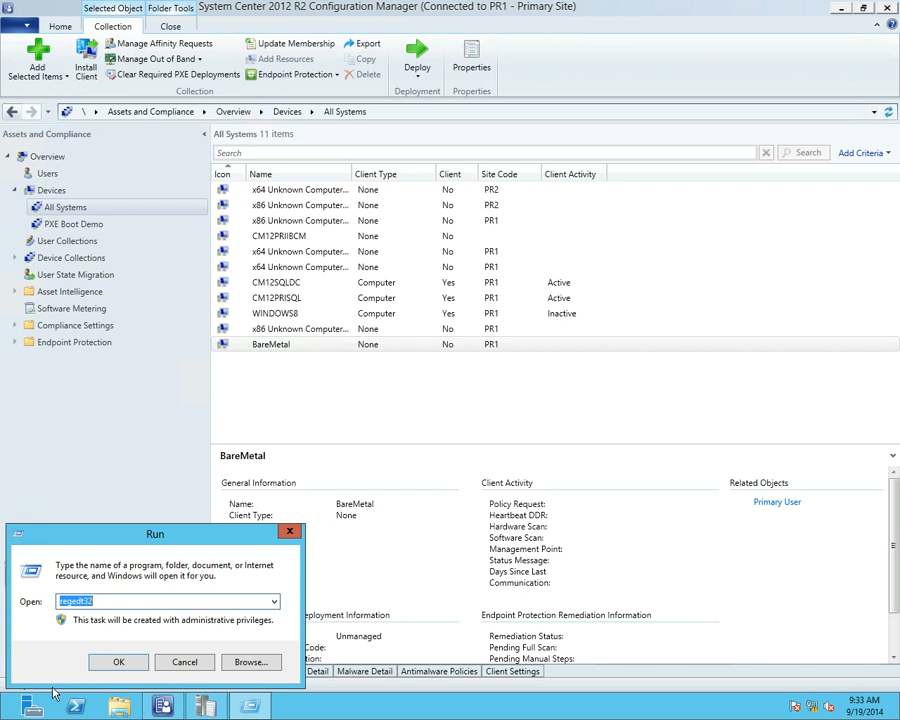 Selected Object Folder Tools System Center 2012 R2 Configuration Manager (Connected to PR1 - Primary Site)
Home Collection Close
Add Selected Items
Install Client
Manage Affinity Requests
Manage Out of Band
Clear Required PXE Deployments
Update Membership
Add Resources
Endpoint Protection
Export
Copy
Delete
Collection
Deploy
Deployment
Properties
Properties
\ Assets and Compliance Overview Devices All Systems
Assets and Compliance
Overview
Users
Devices
All Systems
PXE Boot Demo
User Collections
Device Collections
User State Migration
Asset Intelligence
Software Metering
Compliance Settings
Endpoint Protection
All Systems 11 items
Search Search Add Criteria
Icon Name Client Type Client Site Code Client Activity
x64 Unknown Computer... None No PR2
x86 Unknown Computer... None No PR2
x86 Unknown Computer... None No PR1
CM12PRIIBCM None No
x64 Unknown Computer... None No PR1
x64 Unknown Computer... None No PR1
CM12SQLDC Computer Yes PR1 Active
CM12PRISQL Computer Yes PR1 Active
WINDOWS8 Computer Yes PR1 Inactive
x86 Unknown Computer... None No PR1
BareMetal None No PR1
BareMetal
General Information
Name: BareMetal
Client Type: None
Client Activity
Policy Request:
Heartbeat DDR:
Hardware Scan:
Software Scan:
Management Point:
Status Message:
Days Since Last
Communication:
Related Objects
Primary User
ployment Information
Unmanaged
Code:
tion:
Endpoint Protection Remediation Information
Remediation Status:
Pending Full Scan:
Pending Manual Steps:
Detail Malware Detail Antimalware Policies Client Settings
Run
Type the name of a program, folder, document, or Internet
resource, and Windows will open it for you.
Open: regedt32
This task will be created with administrative privileges.
OK Cancel Browse...
9:33 AM
9/19/2014